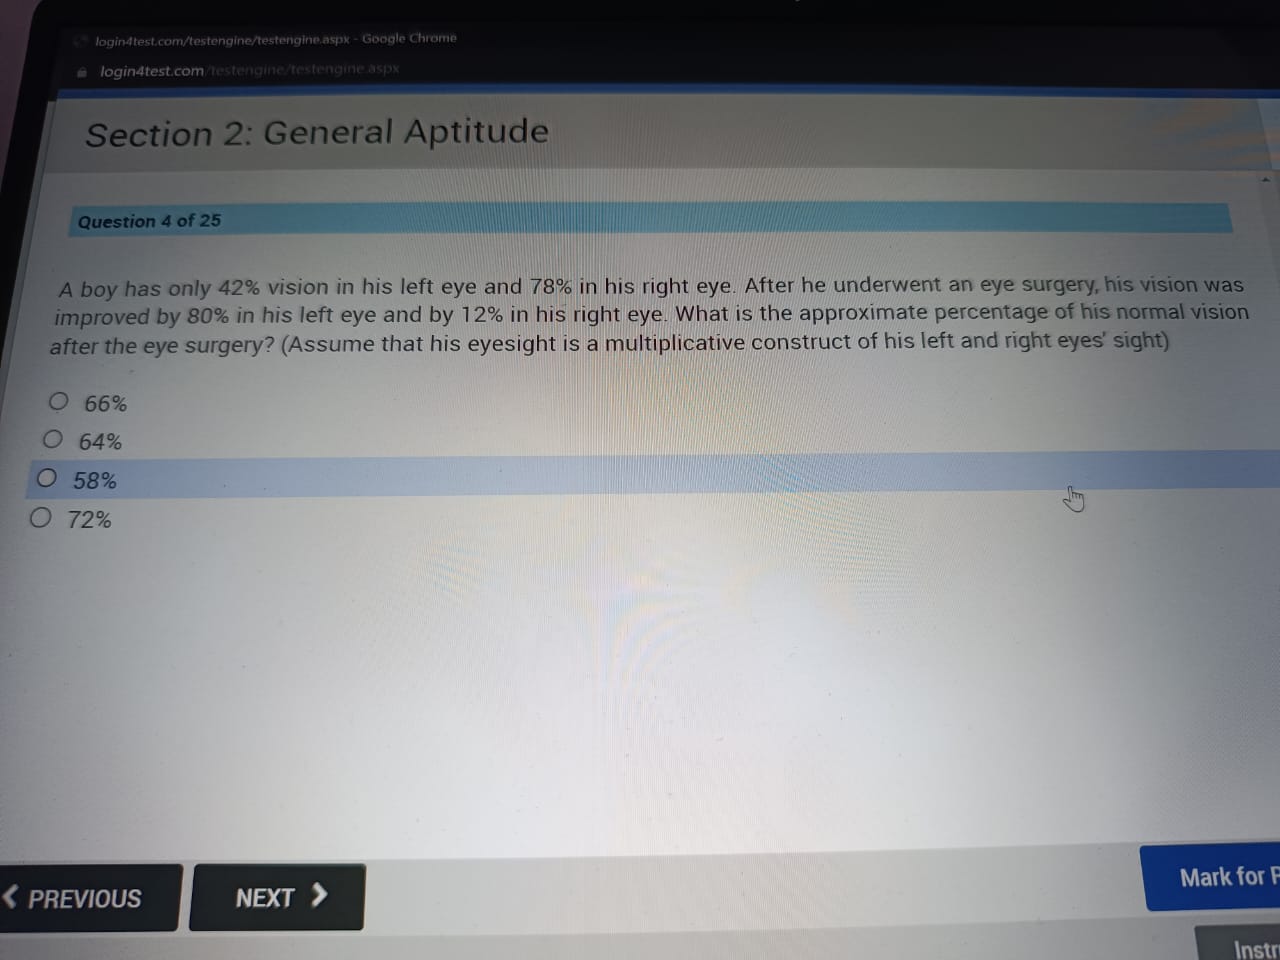 login4test.com/testengine/testengine.aspx - Google Chrome
login4test.com/testengine/testengine.aspx
Section 2: General Aptitude
Question 4 of 25
A boy has only 42% vision in his left eye and 78% in his right eye. After he underwent an eye surgery, his vision was
improved by 80% in his left eye and by 12% in his right eye. What is the approximate percentage of his normal vision
after the eye surgery? (Assume that his eyesight is a multiplicative construct of his left and right eyes' sight)
66%
64%
58%
72%
PREVIOUS
NEXT
Mark for